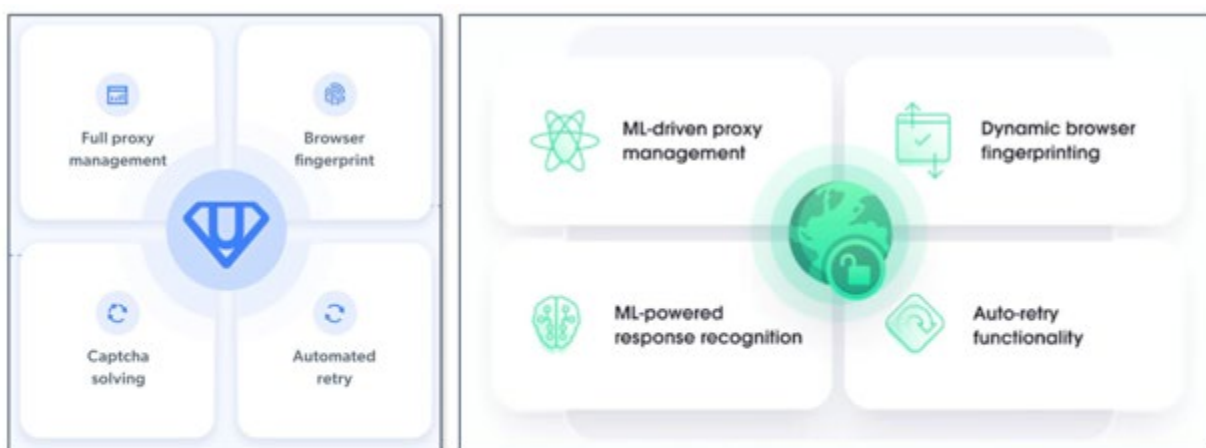 Full proxy
management
Browser
fingerprint
Captcha
solving
Automated
retry
ML-driven proxy
management
Dynamic browser
fingerprinting
ML-powered
response recognition
Auto-retry
functionality